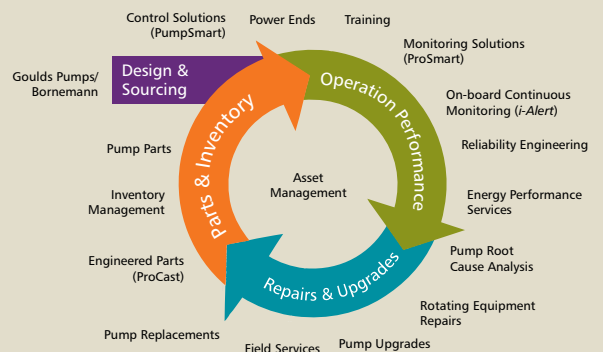 Control Solutions
(PumpSmart)
Power Ends
Training
Monitoring Solutions
(ProSmart)
Goulds Pumps/
Bornemann
Design &
Sourcing
Operation Performance
On-board Continuous
Monitoring (i-Alert)
Parts & Inventory
Reliability Engineering
Pump Parts
Asset
Management
Inventory
Management
Energy Performance
Services
Engineered Parts
(ProCast)
Pump Root
Cause Analysis
Repairs & Upgrades
Rotating Equipment
Repairs
Pump Replacements
Field Services
Pump Upgrades